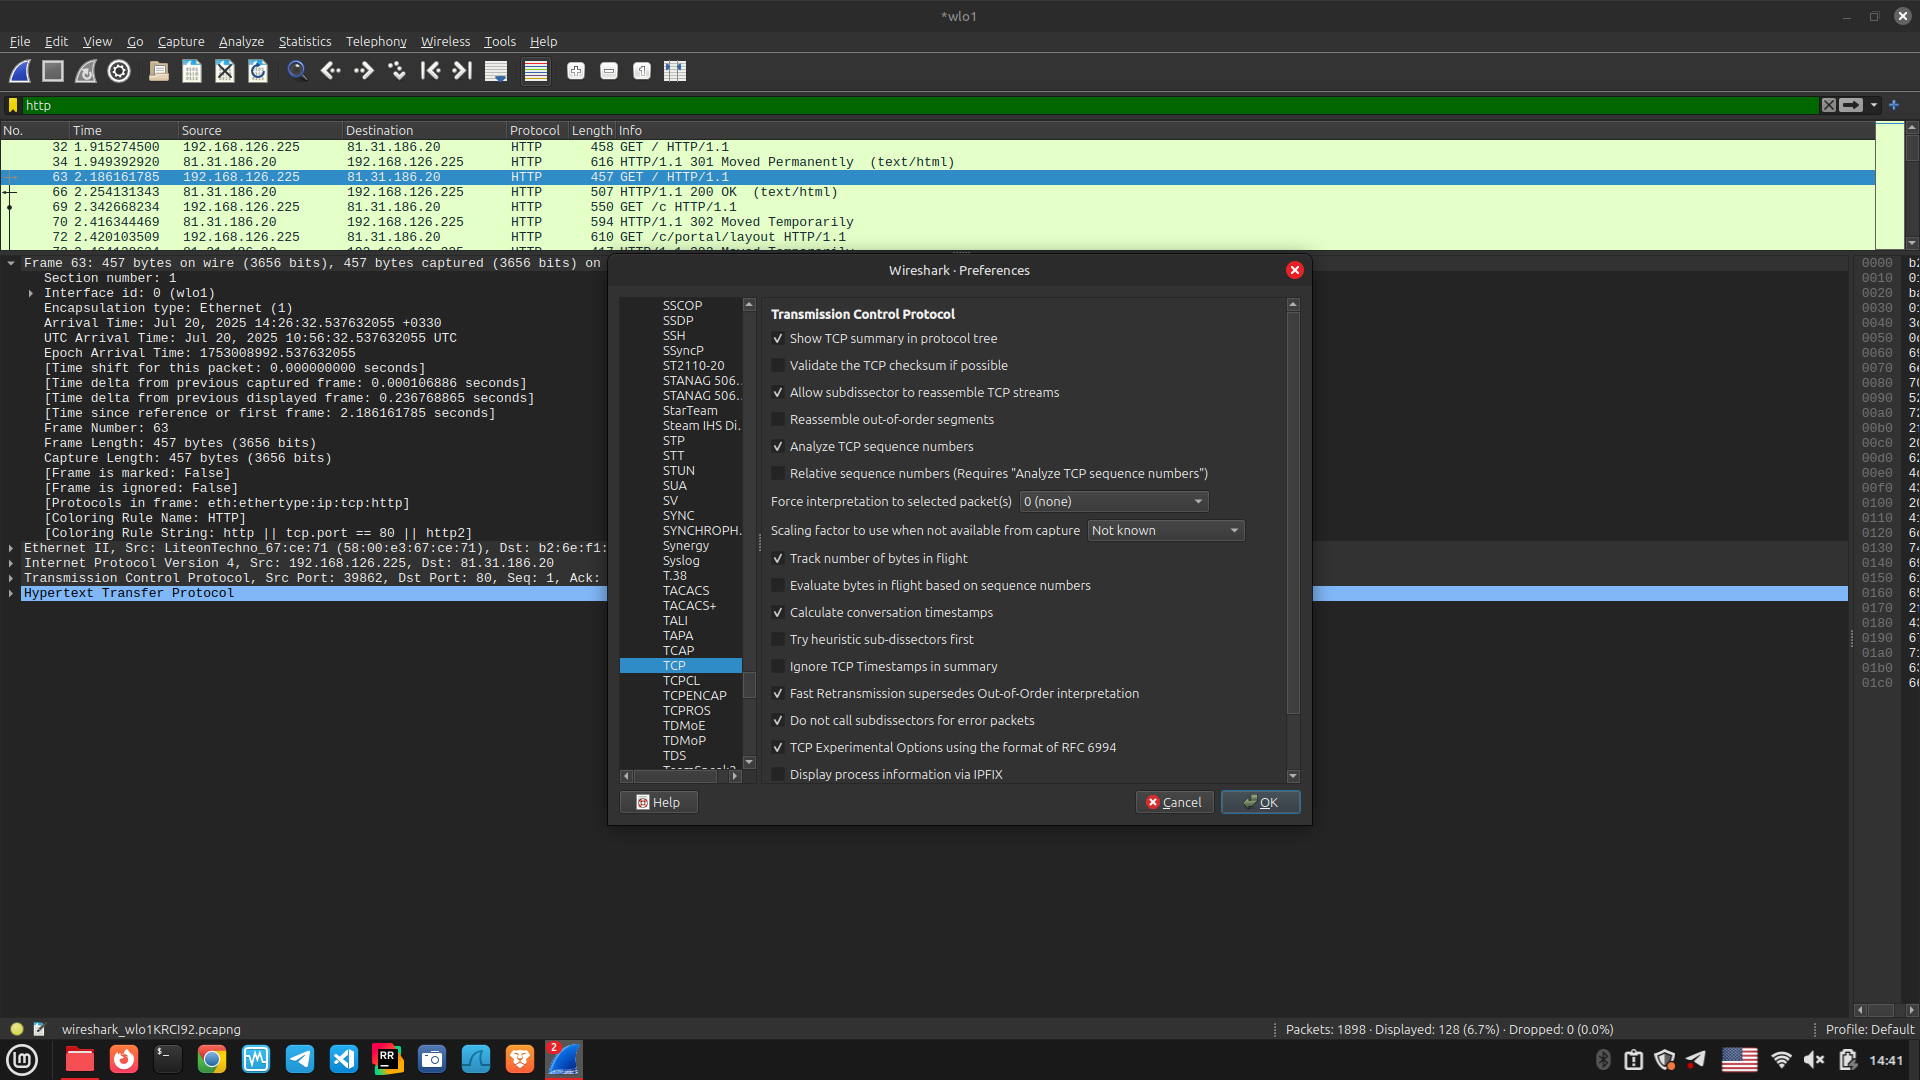 *wlo1
File Edit View Go Capture Analyze Statistics Telephony Wireless Tools Help
http
No. Time Source Destination Protocol Length Info
32 1.915274500 192.168.126.225 81.31.186.20 HTTP 458 GET / HTTP/1.1
34 1.949392920 81.31.186.20 192.168.126.225 HTTP 616 HTTP/1.1 301 Moved Permanently (text/html)
63 2.186161785 192.168.126.225 81.31.186.20 HTTP 457 GET / HTTP/1.1
66 2.254131343 81.31.186.20 192.168.126.225 HTTP 507 HTTP/1.1 200 OK (text/html)
69 2.342668234 192.168.126.225 81.31.186.20 HTTP 550 GET /c HTTP/1.1
70 2.416344469 81.31.186.20 192.168.126.225 HTTP 594 HTTP/1.1 302 Moved Temporarily
72 2.420103509 192.168.126.225 81.31.186.20 HTTP 610 GET /c/portal/layout HTTP/1.1
Frame 63: 457 bytes on wire (3656 bits), 457 bytes captured (3656 bits) on
Section number: 1
Interface id: 0 (wlo1)
Encapsulation type: Ethernet (1)
Arrival Time: Jul 20, 2025 14:26:32.537632055 +0330
UTC Arrival Time: Jul 20, 2025 10:56:32.537632055 UTC
Epoch Arrival Time: 1753008992.537632055
[Time shift for this packet: 0.000000000 seconds]
[Time delta from previous captured frame: 0.000106886 seconds]
[Time delta from previous displayed frame: 0.236768865 seconds]
[Time since reference or first frame: 2.186161785 seconds]
Frame Number: 63
Frame Length: 457 bytes (3656 bits)
Capture Length: 457 bytes (3656 bits)
[Frame is marked: False]
[Frame is ignored: False]
[Protocols in frame: eth:ethertype:ip:tcp:http]
[Coloring Rule Name: HTTP]
[Coloring Rule String: http || tcp.port == 80 || http2]
Ethernet II, Src: LiteonTechno_67:ce:71 (58:00:e3:67:ce:71), Dst: b2:6e:f1:
Internet Protocol Version 4, Src: 192.168.126.225, Dst: 81.31.186.20
Transmission Control Protocol, Src Port: 39862, Dst Port: 80, Seq: 1, Ack:
Hypertext Transfer Protocol
Wireshark · Preferences
SSCOP
SSDP
SSH
SSyncP
ST2110-20
STANAG 506...
STANAG 506...
StarTeam
Steam IHS Di...
STP
STT
STUN
SUA
SV
SYNC
SYNCHROPH...
Synergy
Syslog
T.38
TACACS
TACACS+
TALI
TAPA
TCAP
TCP
TCPCL
TCPENCAP
TCPROS
TDMoE
TDMoP
TDS
Transmission Control Protocol
Show TCP summary in protocol tree
Validate the TCP checksum if possible
Allow subdissector to reassemble TCP streams
Reassemble out-of-order segments
Analyze TCP sequence numbers
Relative sequence numbers (Requires "Analyze TCP sequence numbers")
Force interpretation to selected packet(s) 0 (none)
Scaling factor to use when not available from capture Not known
Track number of bytes in flight
Evaluate bytes in flight based on sequence numbers
Calculate conversation timestamps
Try heuristic sub-dissectors first
Ignore TCP Timestamps in summary
Fast Retransmission supersedes Out-of-Order interpretation
Do not call subdissectors for error packets
TCP Experimental Options using the format of RFC 6994
Display process information via IPFIX
Help Cancel OK
0000
0010
0020
0030
0040
0050
0060
0070
0080
0090
00a0
00b0
00c0
00d0
00e0
00f0
0100
0110
0120
0130
0140
0150
0160
0170
0180
0190
01a0
01b0
01c0
wireshark_wlo1KRCI92.pcapng
Packets: 1898 · Displayed: 128 (6.7%) · Dropped: 0 (0.0%)
Profile: Default
RR
2
14:41